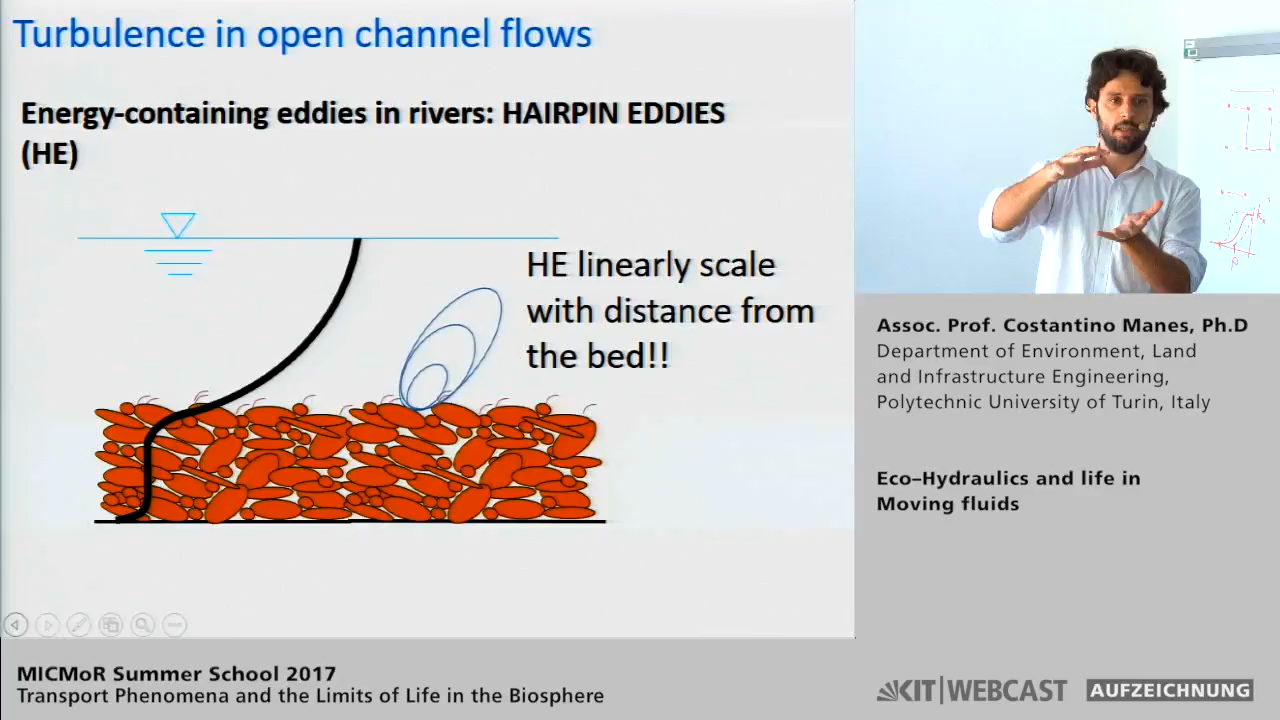 Turbulence in open channel flows
Energy-containing eddies in rivers: HAIRPIN EDDIES
(HE)
HE linearly scale
with distance from
the bed!!
Assoc. Prof. Costantino Manes, Ph.D
Department of Environment, Land
and Infrastructure Engineering,
Polytechnic University of Turin, Italy
Eco–Hydraulics and life in
Moving fluids
MICMoR Summer School 2017
Transport Phenomena and the Limits of Life in the Biosphere
KIT|WEBCAST
AUFZEICHNUNG